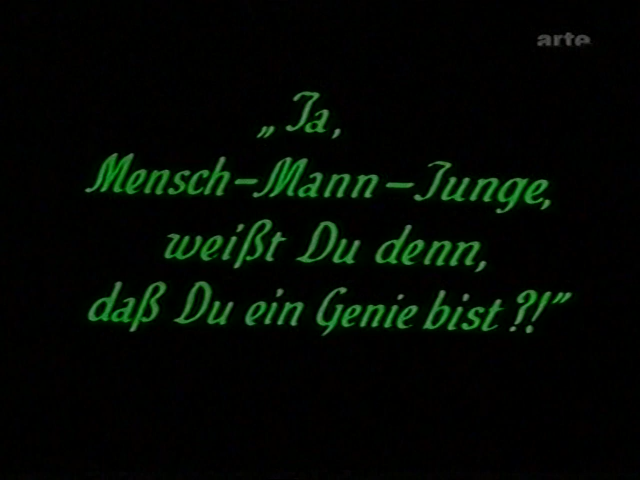 arte
„Ja,
Mensch–Mann–Junge,
weißt Du denn,
daß Du ein Genie bist?!”